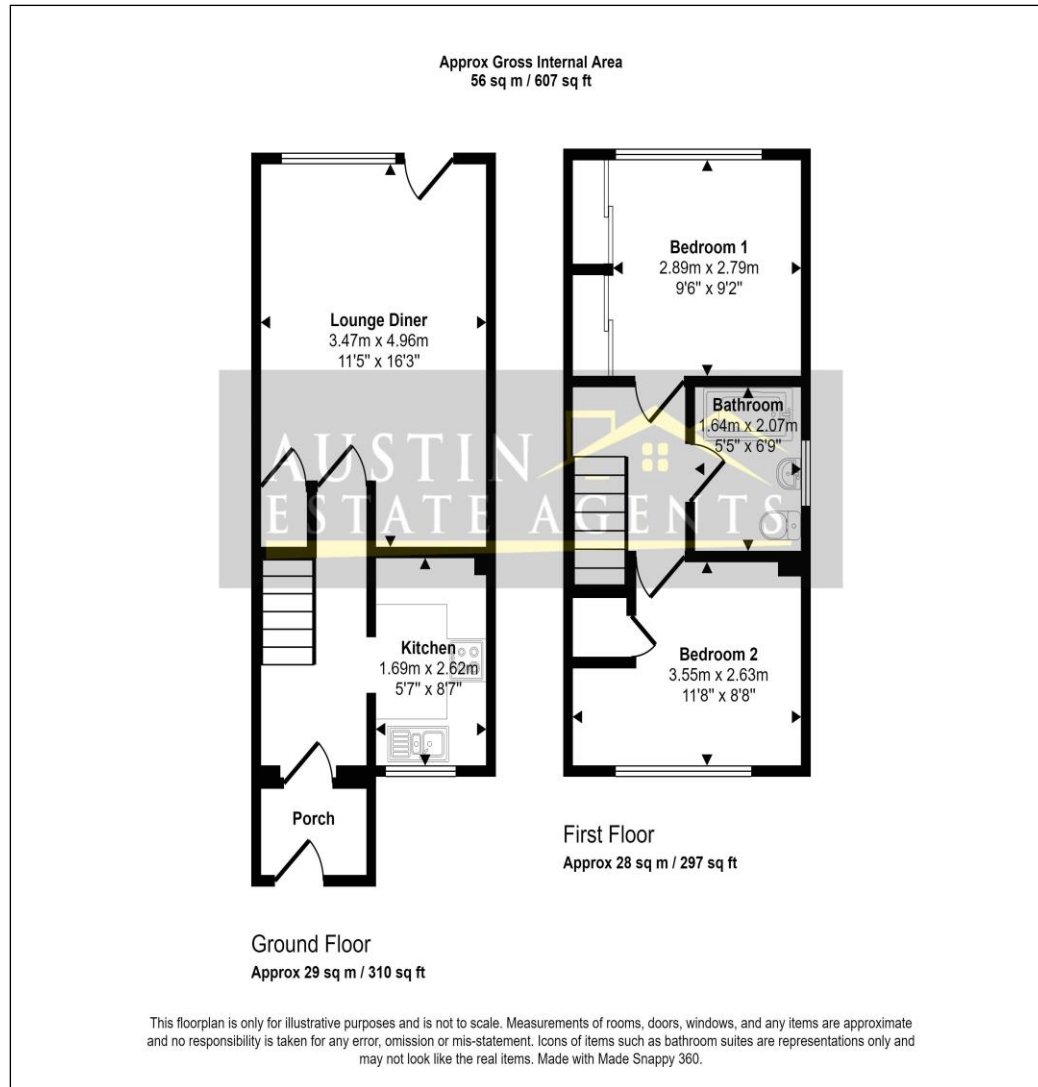 Approx Gross Internal Area
56 sq m / 607 sq ft
Lounge Diner
3.47m x 4.96m
11'5" x 16'3"
Bedroom 1
2.89m x 2.79m
9'6" x 9'2"
Bathroom
1.64m x 2.07m
5'5" x 6'9"
AUSTIN
ESTATE AGENTS
Kitchen
1.69m x 2.62m
5'7" x 8'7"
Bedroom 2
3.55m x 2.63m
11'8" x 8'8"
Porch
First Floor
Approx 28 sq m / 297 sq ft
Ground Floor
Approx 29 sq m / 310 sq ft
This floorplan is only for illustrative purposes and is not to scale. Measurements of rooms, doors, windows, and any items are approximate
and no responsibility is taken for any error, omission or mis-statement. Icons of items such as bathroom suites are representations only and
may not look like the real items. Made with Made Snappy 360.